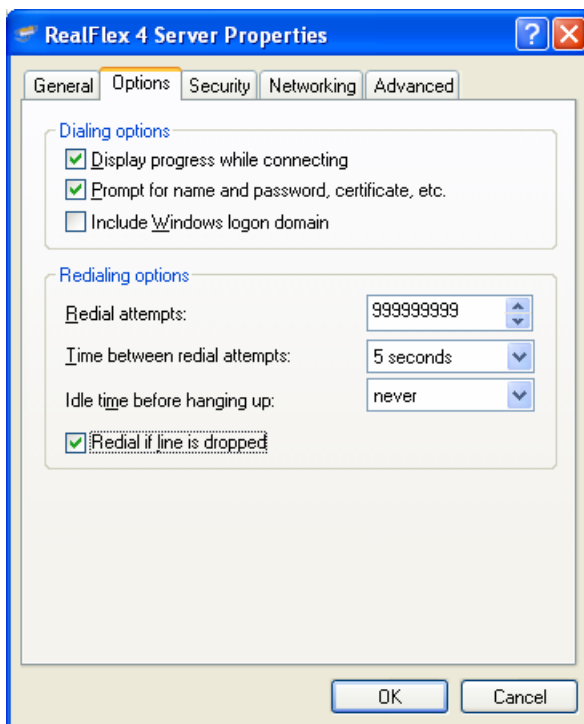 RealFlex 4 Server Properties
General Options Security Networking Advanced
Dialing options
Display progress while connecting
Prompt for name and password, certificate, etc.
Include Windows logon domain
Redialing options
Redial attempts: 999999999
Time between redial attempts: 5 seconds
Idle time before hanging up: never
Redial if line is dropped
OK Cancel